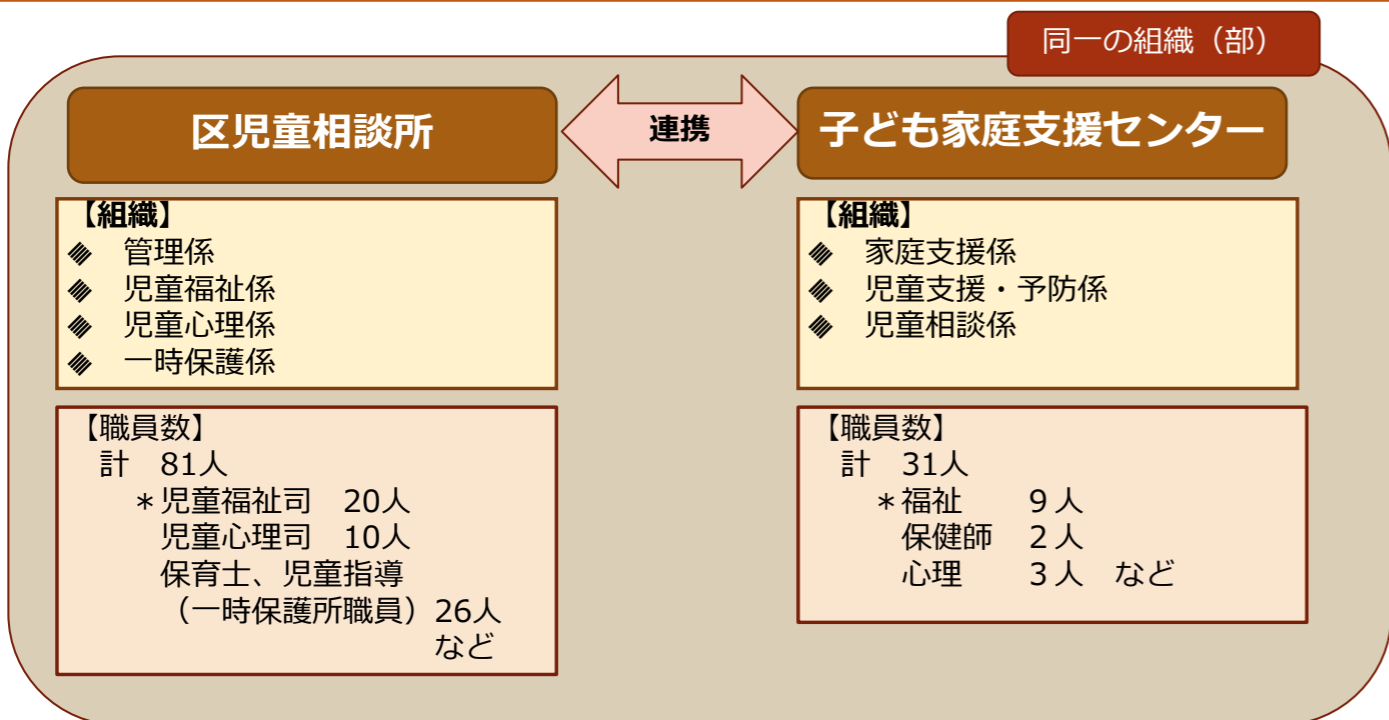 同一の組織（部）
区児童相談所
連携
子ども家庭支援センター
【組織】
◆ 管理係
◆ 児童福祉係
◆ 児童心理係
◆ 一時保護係
【組織】
◆ 家庭支援係
◆ 児童支援・予防係
◆ 児童相談係
【職員数】
計 81人
＊児童福祉司 20人
児童心理司 10人
保育士、児童指導
（一時保護所職員）26人
など
【職員数】
計 31人
＊福祉 ９人
保健師 ２人
心理 ３人 など